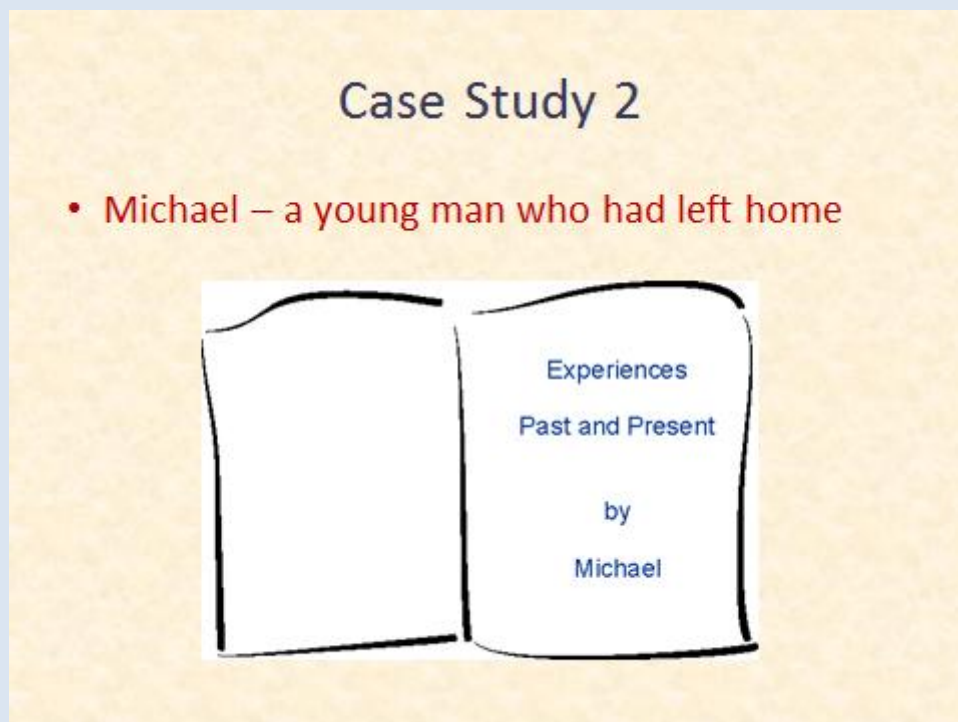 Case Study 2
• Michael – a young man who had left home
Experiences
Past and Present
by
Michael